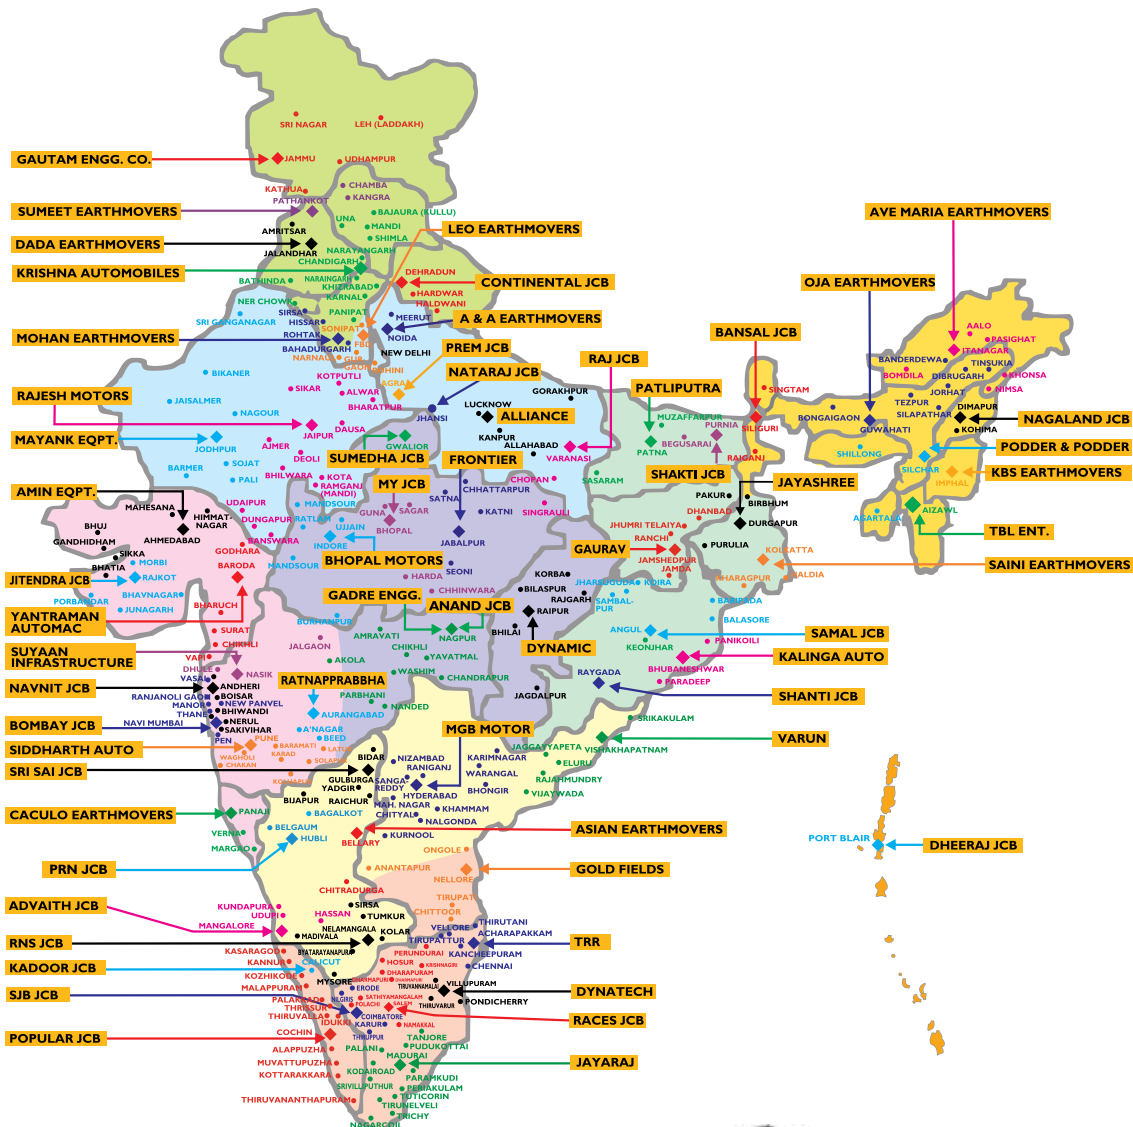 SRI NAGAR
LEH (LADDAKH)
GAUTAM ENGG. CO.
JAMMU
UDHAMPUR
KATHUA
CHAMBA
PATHANKOT
KANGRA
SUMEET EARTHMOVERS
UNA
BAJAURA (KULLU)
MANDI
AMRITSAR
SHIMLA
LEO EARTHMOVERS
AVE MARIA EARTHMOVERS
DADA EARTHMOVERS
JALANDHAR
NARAYANGARH
CHANDIGARH
KRISHNA AUTOMOBILES
NARAINGARH
BATHINDA
KHIZRABAD
DEHRADUN
CONTINENTAL JCB
OJA EARTHMOVERS
KARNAL
HARDWAR
HALDWANI
NER CHOWK
SIRSA
PANIPAT
MEERUT
A & A EARTHMOVERS
SRI GANGANAGAR
HISSAR
SONIPAT
NOIDA
BANSAL JCB
AALO
PASIGHAT
MOHAN EARTHMOVERS
ROHTAK
BAHADURGARH
FBD
NEW DELHI
PREM JCB
ITANAGAR
NARNAUL
GUR
GAON
ROHINI
RAJ JCB
BANDERDEWA
TINSUKIA
BOMDILA
DIBRUGARH
KHONSA
BIKANER
KOTPUTLI
NATARAJ JCB
PATLIPUTRA
SINGTAM
JORHAT
NIMSA
SIKAR
ALWAR
AGRA
GORAKHPUR
TEZPUR
RAJESH MOTORS
JAISALMER
BHARATPUR
JHANSI
LUCKNOW
ALLIANCE
MUZAFFARPUR
BONGAIGAON
SILAPATHAR
DIMAPUR
NAGALAND JCB
NAGOUR
JAIPUR
DAUSA
KANPUR
PURNIA
SILIGURI
GUWAHATI
KOHIMA
MAYANK EQPT.
JODHPUR
AJMER
GWALIOR
ALLAHABAD
VARANASI
PATNA
BEGUSARAI
RAIGANJ
SHILLONG
PODDER & PODDER
DEOLI
SUMEDHA JCB
FRONTIER
SILCHAR
BARMER
SOJAT
PALI
BHILWARA
KOTA
RAMGANJ
(MANDI)
MY JCB
CHHATTARPUR
CHOPAN
SASARAM
SHAKTI JCB
JAYASHREE
IMPHAL
KBS EARTHMOVERS
AMIN EQPT.
MAHESANA
HIMMAT-
NAGAR
UDAIPUR
MANDSOUR
GUNA
SAGAR
SATNA
KATNI
SINGRAULI
PAKUR
BIRBHUM
AGARTALA
AIZAWL
BHUJ
AHMEDABAD
DUNGAPUR
RATLAM
UJJAIN
BHOPAL
JABALPUR
DHANBAD
JHUMRI TELAIYA
DURGAPUR
TBL ENT.
GANDHIDHAM
BANSWARA
INDORE
RANCHI
PURULIA
SIKKA
GODHARA
MANDSOUR
BHOPAL MOTORS
GAURAV
JAMSHEDPUR
KOLKATTA
SAINI EARTHMOVERS
BHATIA
MORBI
BARODA
SEONI
KORBA
JAMDA
JITENDRA JCB
RAJKOT
HARDA
JHARSUGUDA
KOIRA
KHARAGPUR
HALDIA
PORBANDAR
BHAVNAGAR
JUNAGARH
CHHINWARA
BILASPUR
RAJGARH
SAMBAL-
PUR
BARIPADA
BHARUCH
GADRE ENGG.
ANAND JCB
RAIPUR
BALASORE
YANTRAMAN
AUTOMAC
BURHANPUR
AMRAVATI
NAGPUR
BHILAI
ANGUL
SAMAL JCB
SURAT
JALGAON
CHIKHLI
DYNAMIC
KEONJHAR
PANIKOILI
SUYAAN
INFRASTRUCTURE
VAPI
CHIKHLI
AKOLA
YAVATMAL
BHUBANESHWAR
KALINGA AUTO
DHULE
NASIK
WASHIM
CHANDRAPUR
RAYGADA
PARADEEP
VASAI
RATNAPRABBHA
JAGDALPUR
SHANTI JCB
NAVNIT JCB
ANDHERI
BOISAR
PARBHANI
RANJANOLI GAON
MANOR
NEW PANVEL
BHIWANDI
NANDED
THANE
AURANGABAD
SRIKAKULAM
BOMBAY JCB
NAVI MUMBAI
NERUL
SAKIVIHAR
A'NAGAR
BEED
MGB MOTOR
VARUN
PEN
PUNE
BARAMATI
LATUR
JAGGAYYAPETA
VISHAKHAPATNAM
SIDDHARTH AUTO
WAGHOLI
KARAD
SOLAPUR
BIDAR
NIZAMBAD
KARIMNAGAR
ELURU
CHAKAN
RANIGANJ
WARANGAL
RAJAHMUNDRY
SRI SAI JCB
KOLHAPUR
GULBURGA
YADGIR
SANGA-
REDDY
HYDERABAD
BHONGIR
VIJAYWADA
BIJAPUR
RAICHUR
MAH. NAGAR
KHAMMAM
CACULO EARTHMOVERS
PANAJI
BAGALKOT
CHITYAL
NALGONDA
VERNA
BELGAUM
HUBLI
BELLARY
KURNOOL
ASIAN EARTHMOVERS
PORT BLAIR
DHEERAJ JCB
MARGAO
ONGOLE
PRN JCB
ANANTAPUR
NELLORE
GOLD FIELDS
CHITRADURGA
TIRUPAT
ADVAITH JCB
KUNDAPURA
SIRSA
CHITTOOR
UDUPI
HASSAN
TUMKUR
THIRUTANI
MANGALORE
NELAMANGALA
VELLORE
ACHARAPAKKAM
RNS JCB
MADIVALA
KOLAR
TIRUPATTUR
TRR
KASARAGOD
BYATARAYANAPURA
PERUNDURAI
KANCHEEPURAM
KADOOR JCB
KANNUR
CALICUT
HOSUR
KRISHNAGIRI
CHENNAI
KOZHIKODE
MYSORE
DHARAPURAM
DHARMAPURI
DHARMAPURI
TIRUVANNAMALAI
VILLUPURAM
DYNATECH
MALAPPURAM
ERODE
SJB JCB
PALAKKAD
NILGIRIS
SATHIYAMANGALAM
THIRUVARUR
PONDICHERRY
THRISSUR
POLACHI
SALEM
THIRUVALLA
COIMBATORE
RACES JCB
IDUKKI
KARUR
NAMAKKAL
POPULAR JCB
COCHIN
THIRUPPUR
TANJORE
ALAPPUZHA
PALANI
PUDUKOTTAI
MADURAI
MUVATTUPUZHA
KODAIROAD
JAYARAJ
KOTTARAKKARA
PARAMKUDI
SRIVILLIPUTHUR
PERIAKULAM
THIRUVANANTHAPURAM
TUTICORIN
TIRUNELVELI
TRICHY
NAGARCOIL